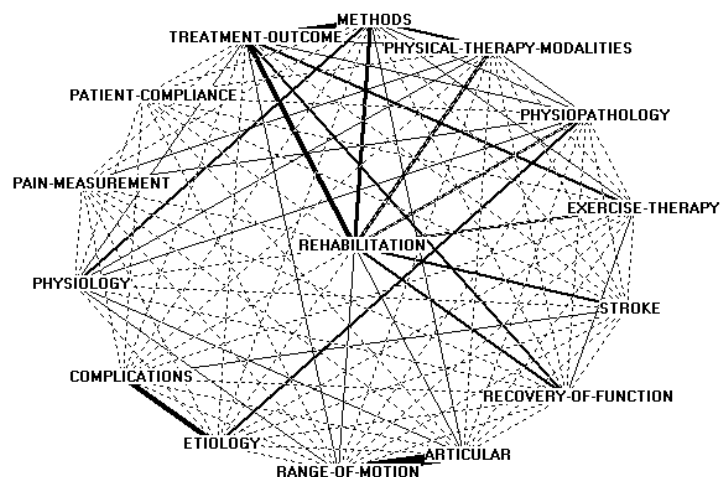 METHODS
TREATMENT-OUTCOME
PHYSICAL-THERAPY-MODALITIES
PATIENT-COMPLIANCE
PHYSIOPATHOLOGY
PAIN-MEASUREMENT
EXERCISE-THERAPY
REHABILITATION
PHYSIOLOGY
STROKE
COMPLICATIONS
RECOVERY-OF-FUNCTION
ETIOLOGY
ARTICULAR
RANGE-OF-MOTION